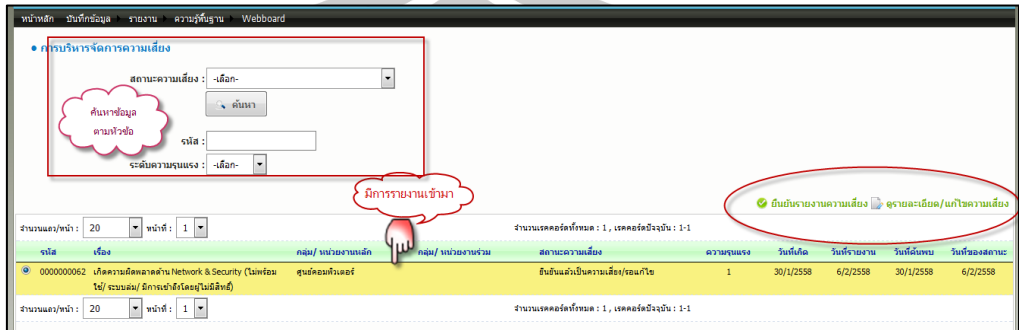 หน้าหลัก บันทึกข้อมูล รายงาน ความรู้พื้นฐาน Webboard
การบริหารจัดการความเสี่ยง
สถานะความเสี่ยง : -เลือก-
ค้นหา
ค้นหาข้อมูล
ตามหัวข้อ
รหัส :
ระดับความรุนแรง : -เลือก-
มีการรายงานเข้ามา
ยืนยันรายงานความเสี่ยง ดูรายละเอียด/แก้ไขความเสี่ยง
จำนวนแถว/หน้า : 20 หน้าที่ : 1 จำนวนเรคคอร์ดทั้งหมด : 1 , เรคคอร์ดปัจจุบัน : 1-1
รหัส เรื่อง กลุ่ม/ หน่วยงานหลัก กลุ่ม/ หน่วยงานร่วม สถานะความเสี่ยง ความรุนแรง วันที่เกิด วันที่รายงาน วันที่ค้นพบ วันที่ของสถานะ
0000000062 เกิดความผิดพลาดด้าน Network & Security (ไม่พร้อม ศูนย์คอมพิวเตอร์ ยืนยันแล้วเป็นความเสี่ยง/รอแก้ไข 1 30/1/2558 6/2/2558 30/1/2558 6/2/2558
ใช้/ ระบบล่ม/ มีการเข้าถึงโดยผู้ไม่มีสิทธิ์)
จำนวนแถว/หน้า : 20 หน้าที่ : 1 จำนวนเรคคอร์ดทั้งหมด : 1 , เรคคอร์ดปัจจุบัน : 1-1